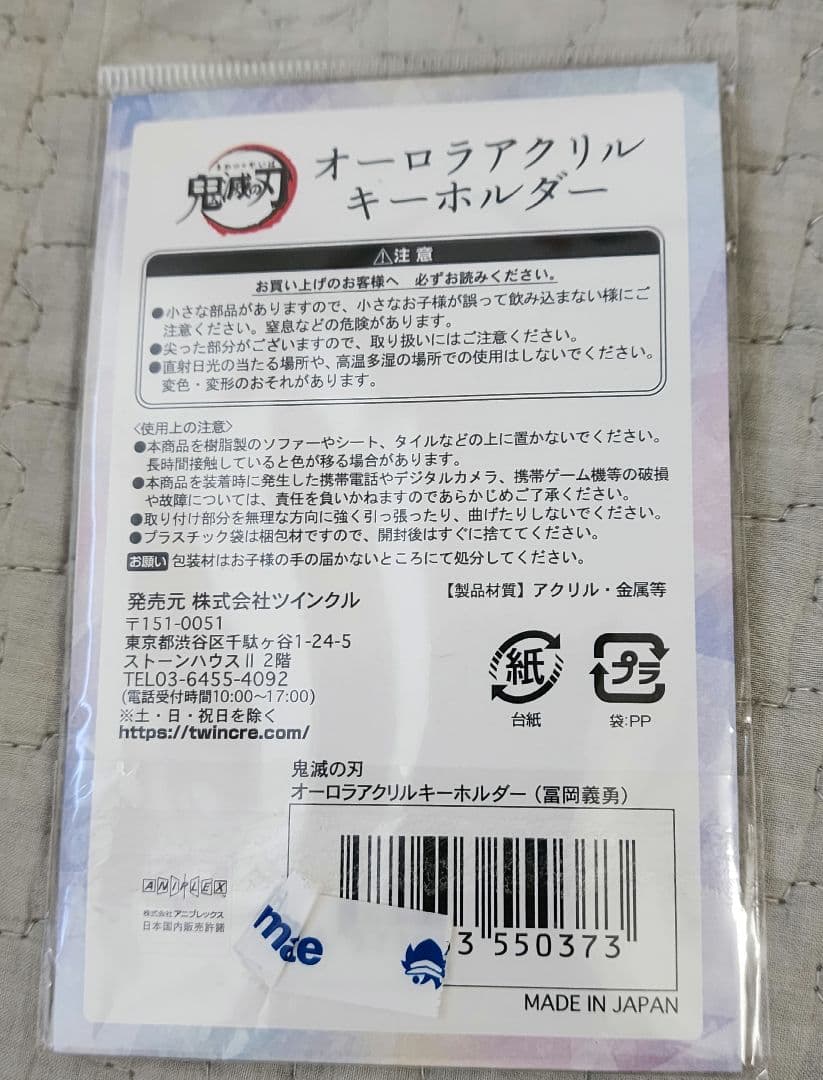 きめつのやいば
鬼滅の刃
オーロラアクリル
キーホルダー
⚠注意
お買い上げのお客様へ 必ずお読みください。
●小さな部品がありますので、小さなお子様が誤って飲み込まない様にご
注意ください。窒息などの危険があります。
●尖った部分がございますので、取り扱いにはご注意ください。
●直射日光の当たる場所や、高温多湿の場所での使用はしないでください。
変色・変形のおそれがあります。
〈使用上の注意〉
●本商品を樹脂製のソファーやシート、タイルなどの上に置かないでください。
長時間接触していると色が移る場合があります。
●本商品を装着時に発生した携帯電話やデジタルカメラ、携帯ゲーム機等の破損
や故障については、責任を負いかねますのであらかじめご了承ください。
●取り付け部分を無理な方向に強く引っ張ったり、曲げたりしないでください。
●プラスチック袋は梱包材ですので、開封後はすぐに捨ててください。
お願い 包装材はお子様の手の届かないところにて処分してください。
【製品材質】アクリル・金属等
発売元 株式会社ツインクル
〒151-0051
東京都渋谷区千駄ヶ谷1-24-5
ストーンハウスⅡ 2階
TEL03-6455-4092
(電話受付時間10:00〜17:00)
※土・日・祝日を除く
https://twincre.com/
紙
台紙
プラ
袋:PP
鬼滅の刃
オーロラアクリルキーホルダー（冨岡義勇）
ANIPLEX
株式会社アニプレックス
日本国内販売許諾
3 550373
MADE IN JAPAN